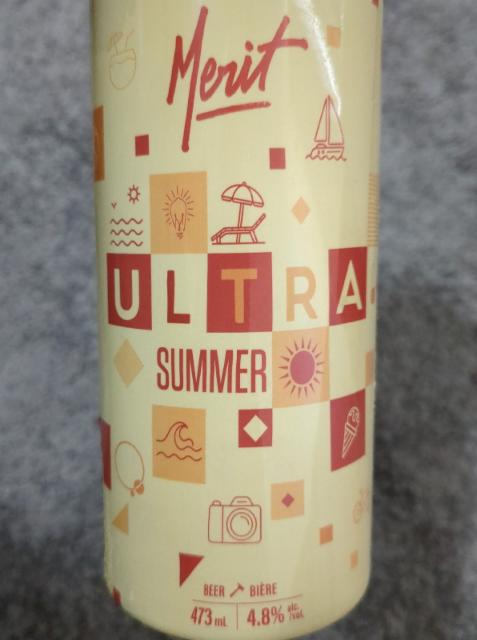 Merit
ULTRA
SUMMER
BEER BIÈRE
473 mL 4.8% alc. /vol.